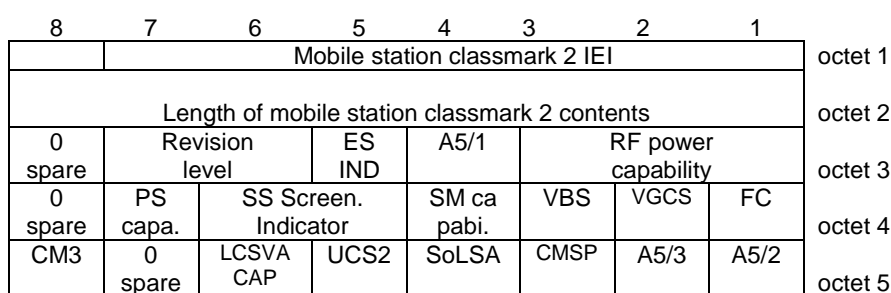 8 7 6 5 4 3 2 1
Mobile station classmark 2 IEI octet 1
Length of mobile station classmark 2 contents octet 2
0 Revision ES A5/1 RF power
spare level IND capability octet 3
0 PS SS Screen. SM ca VBS VGCS FC
spare capa. Indicator pabi. octet 4
CM3 0 LCSVA UCS2 SoLSA CMSP A5/3 A5/2
spare CAP octet 5